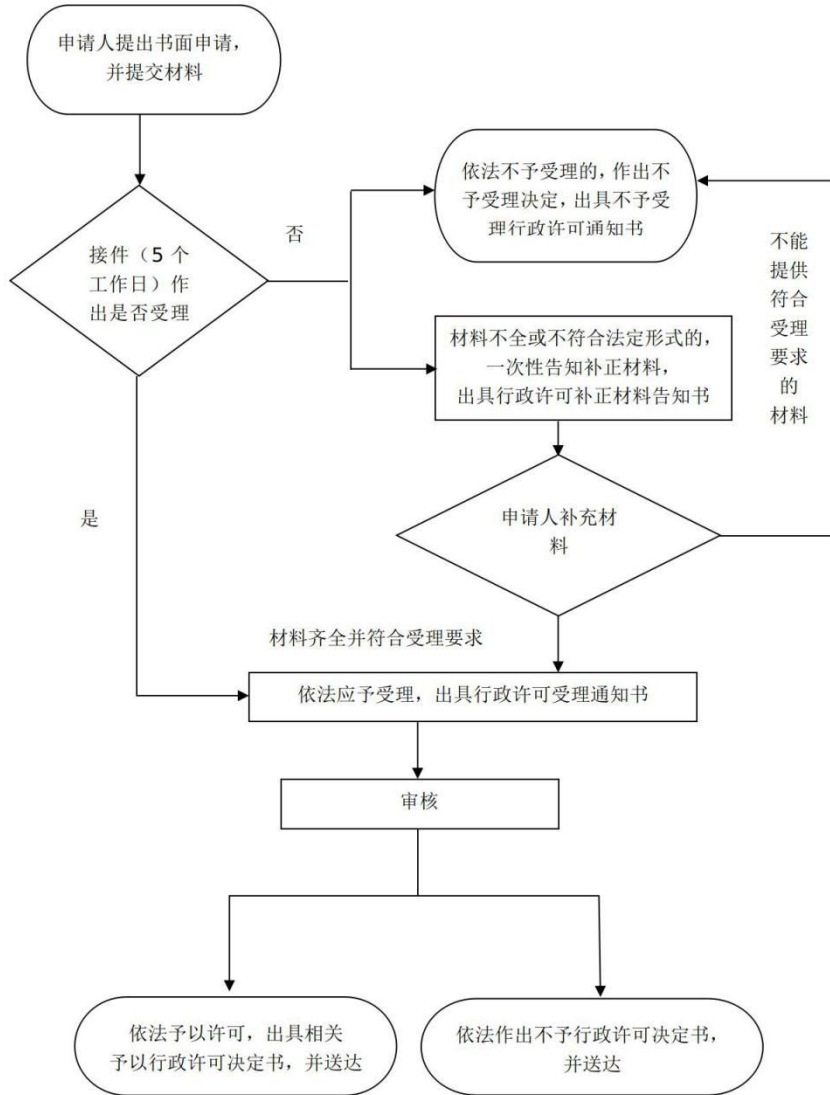 申请人提出书面申请，
并提交材料
依法不予受理的，作出不
予受理决定，出具不予受
理行政许可通知书
否
接件（5 个
工作日）作
出是否受理
不能
提供
符合
受理
要求
的
材料
材料不全或不符合法定形式的，
一次性告知补正材料，
出具行政许可补正材料告知书
是
申请人补充材
料
材料齐全并符合受理要求
依法应予受理，出具行政许可受理通知书
审核
依法予以许可，出具相关
予以行政许可决定书，并送达
依法作出不予行政许可决定书，
并送达